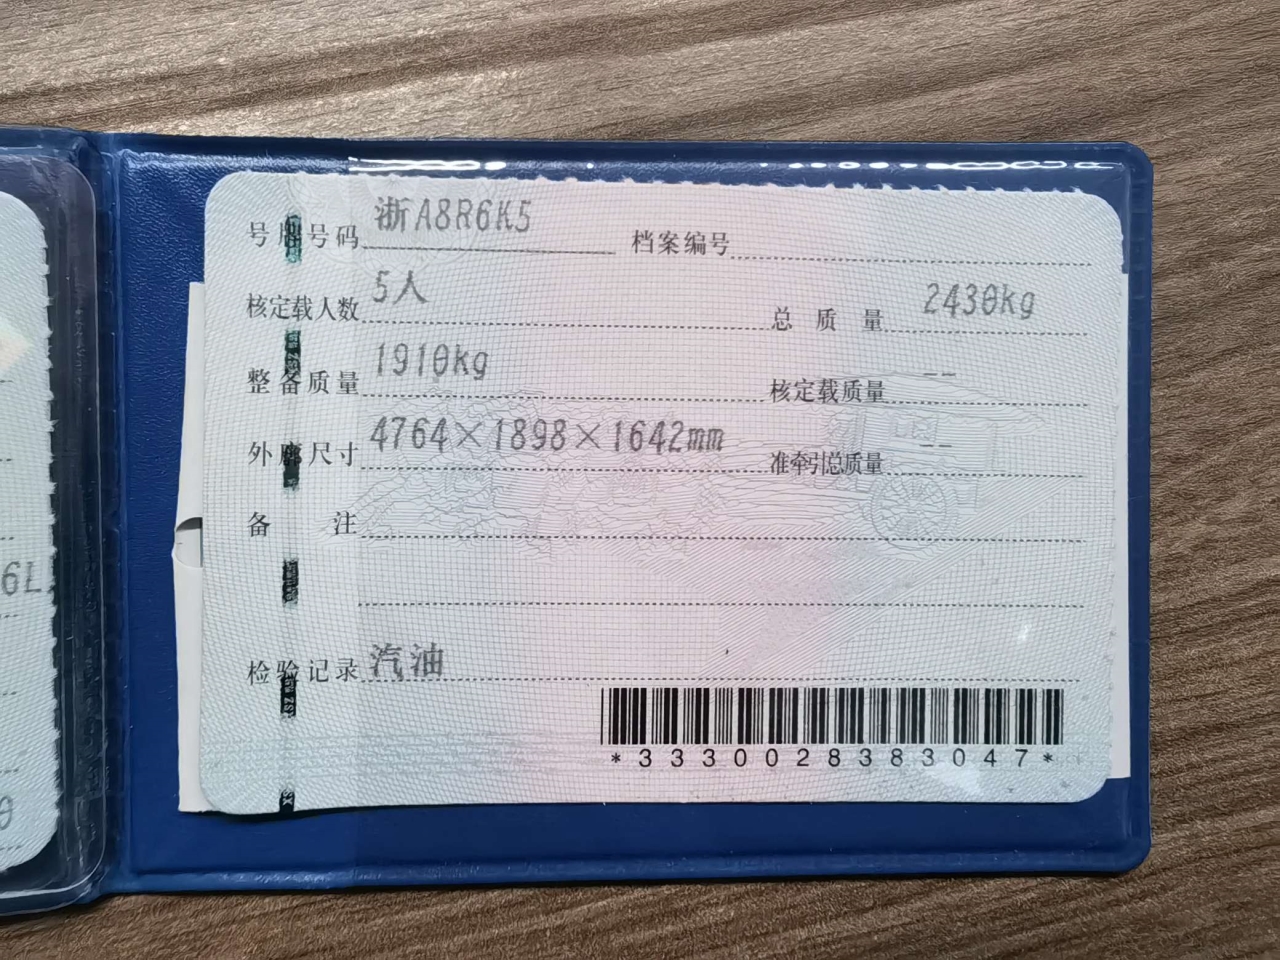 号牌号码 浙A8R6K5 档案编号
核定载人数 5人 总质量 2430kg
整备质量 1910kg 核定载质量 --
外廓尺寸 4764×1898×1642mm 准牵引总质量 --
备注
检验记录 汽油
*3330028383047*
6L
0